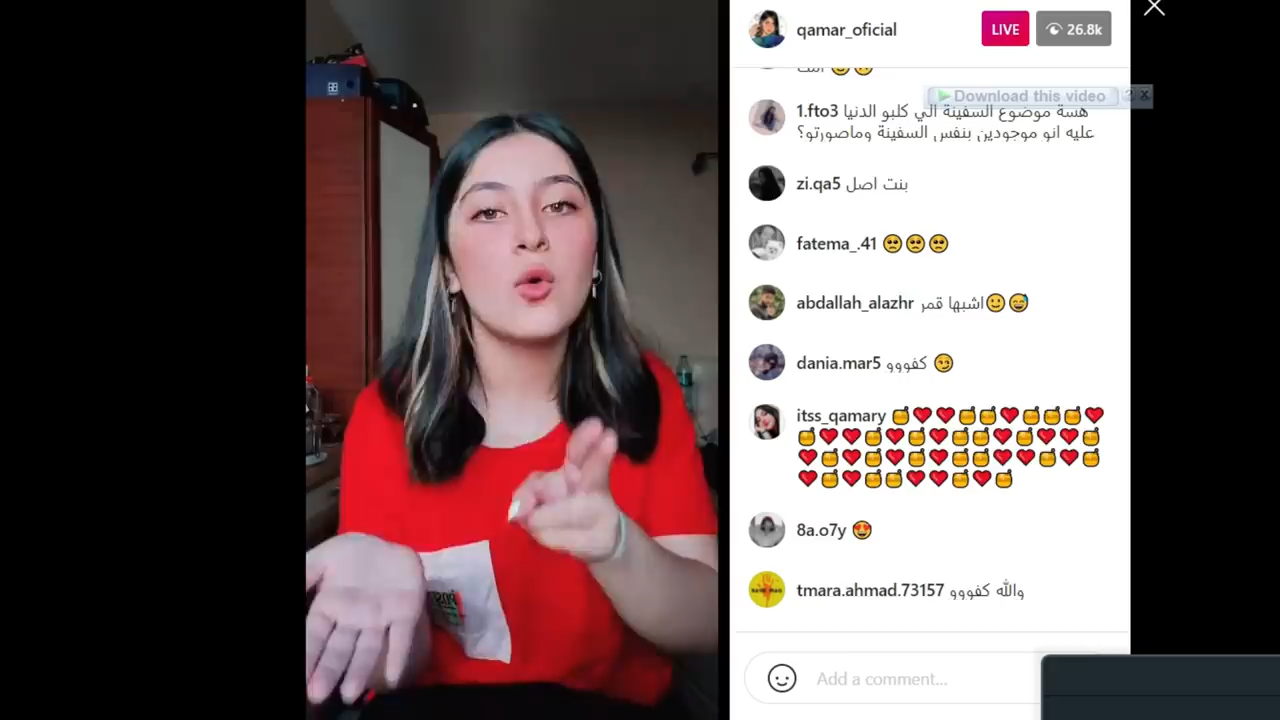 qamar_oficial
LIVE
26.8k
انت
Download this video
? X
1.fto3 هسة موضوع السفينة الي كلبو الدنيا
عليه انو موجودين بنفس السفينة وماصورتو؟
zi.qa5 بنت اصل
fatema_.41 🥺🥺🥺
abdallah_alazhr اشبها قمر🙂😅
dania.mar5 كفووو 😏
itss_qamary 🍯❤️❤️🍯🍯❤️🍯🍯🍯❤️
🍯❤️❤️🍯❤️🍯❤️🍯🍯❤️🍯❤️❤️🍯
❤️🍯❤️🍯❤️🍯❤️🍯🍯❤️❤️🍯❤️🍯
❤️🍯❤️🍯🍯❤️❤️🍯❤️🍯
8a.o7y 😍
tmara.ahmad.73157 والله كفووو
Add a comment...